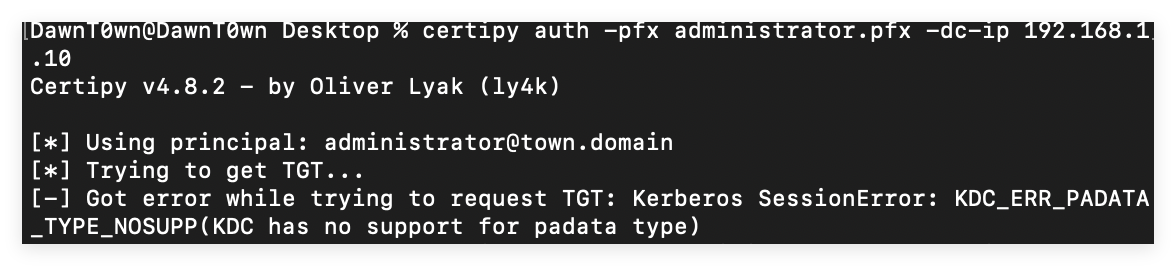 [DawnT0wn@DawnT0wn Desktop % certipy auth -pfx administrator.pfx -dc-ip 192.168.1]
.10
Certipy v4.8.2 - by Oliver Lyak (ly4k)
[*] Using principal: administrator@town.domain
[*] Trying to get TGT...
[-] Got error while trying to request TGT: Kerberos SessionError: KDC_ERR_PADATA
_TYPE_NOSUPP(KDC has no support for padata type)